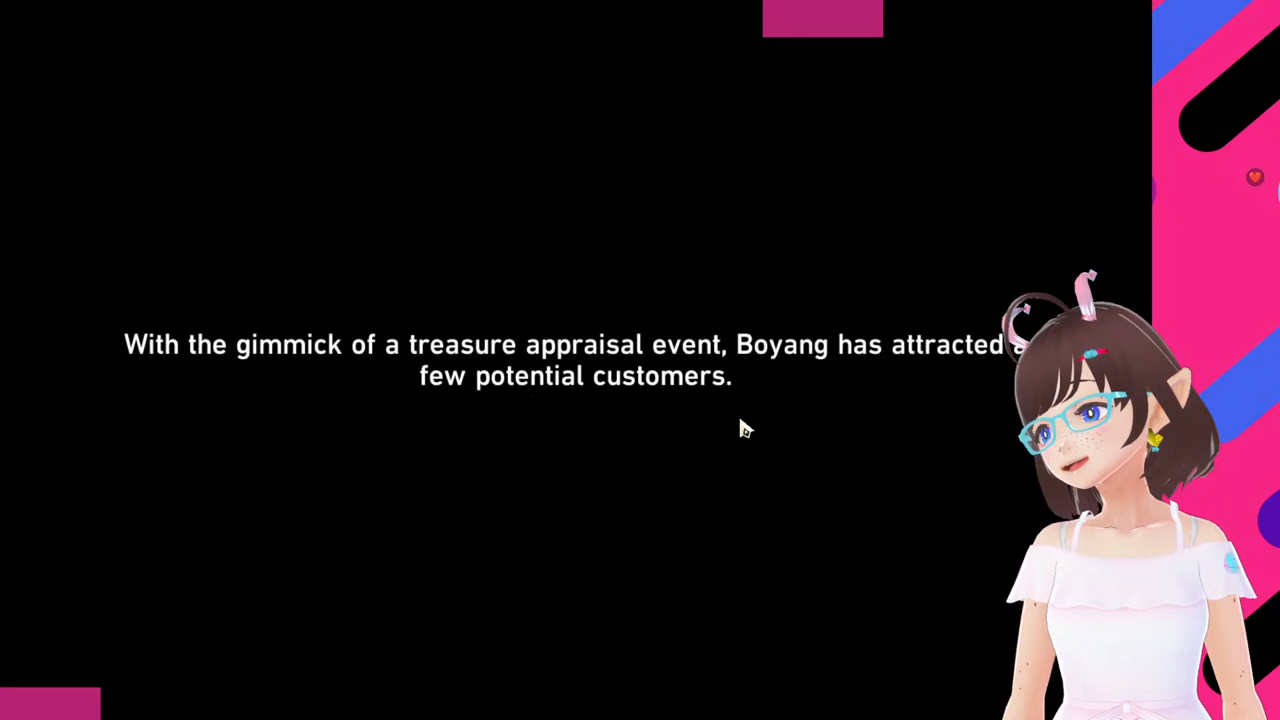 With the gimmick of a treasure appraisal event, Boyang has attracted
few potential customers.